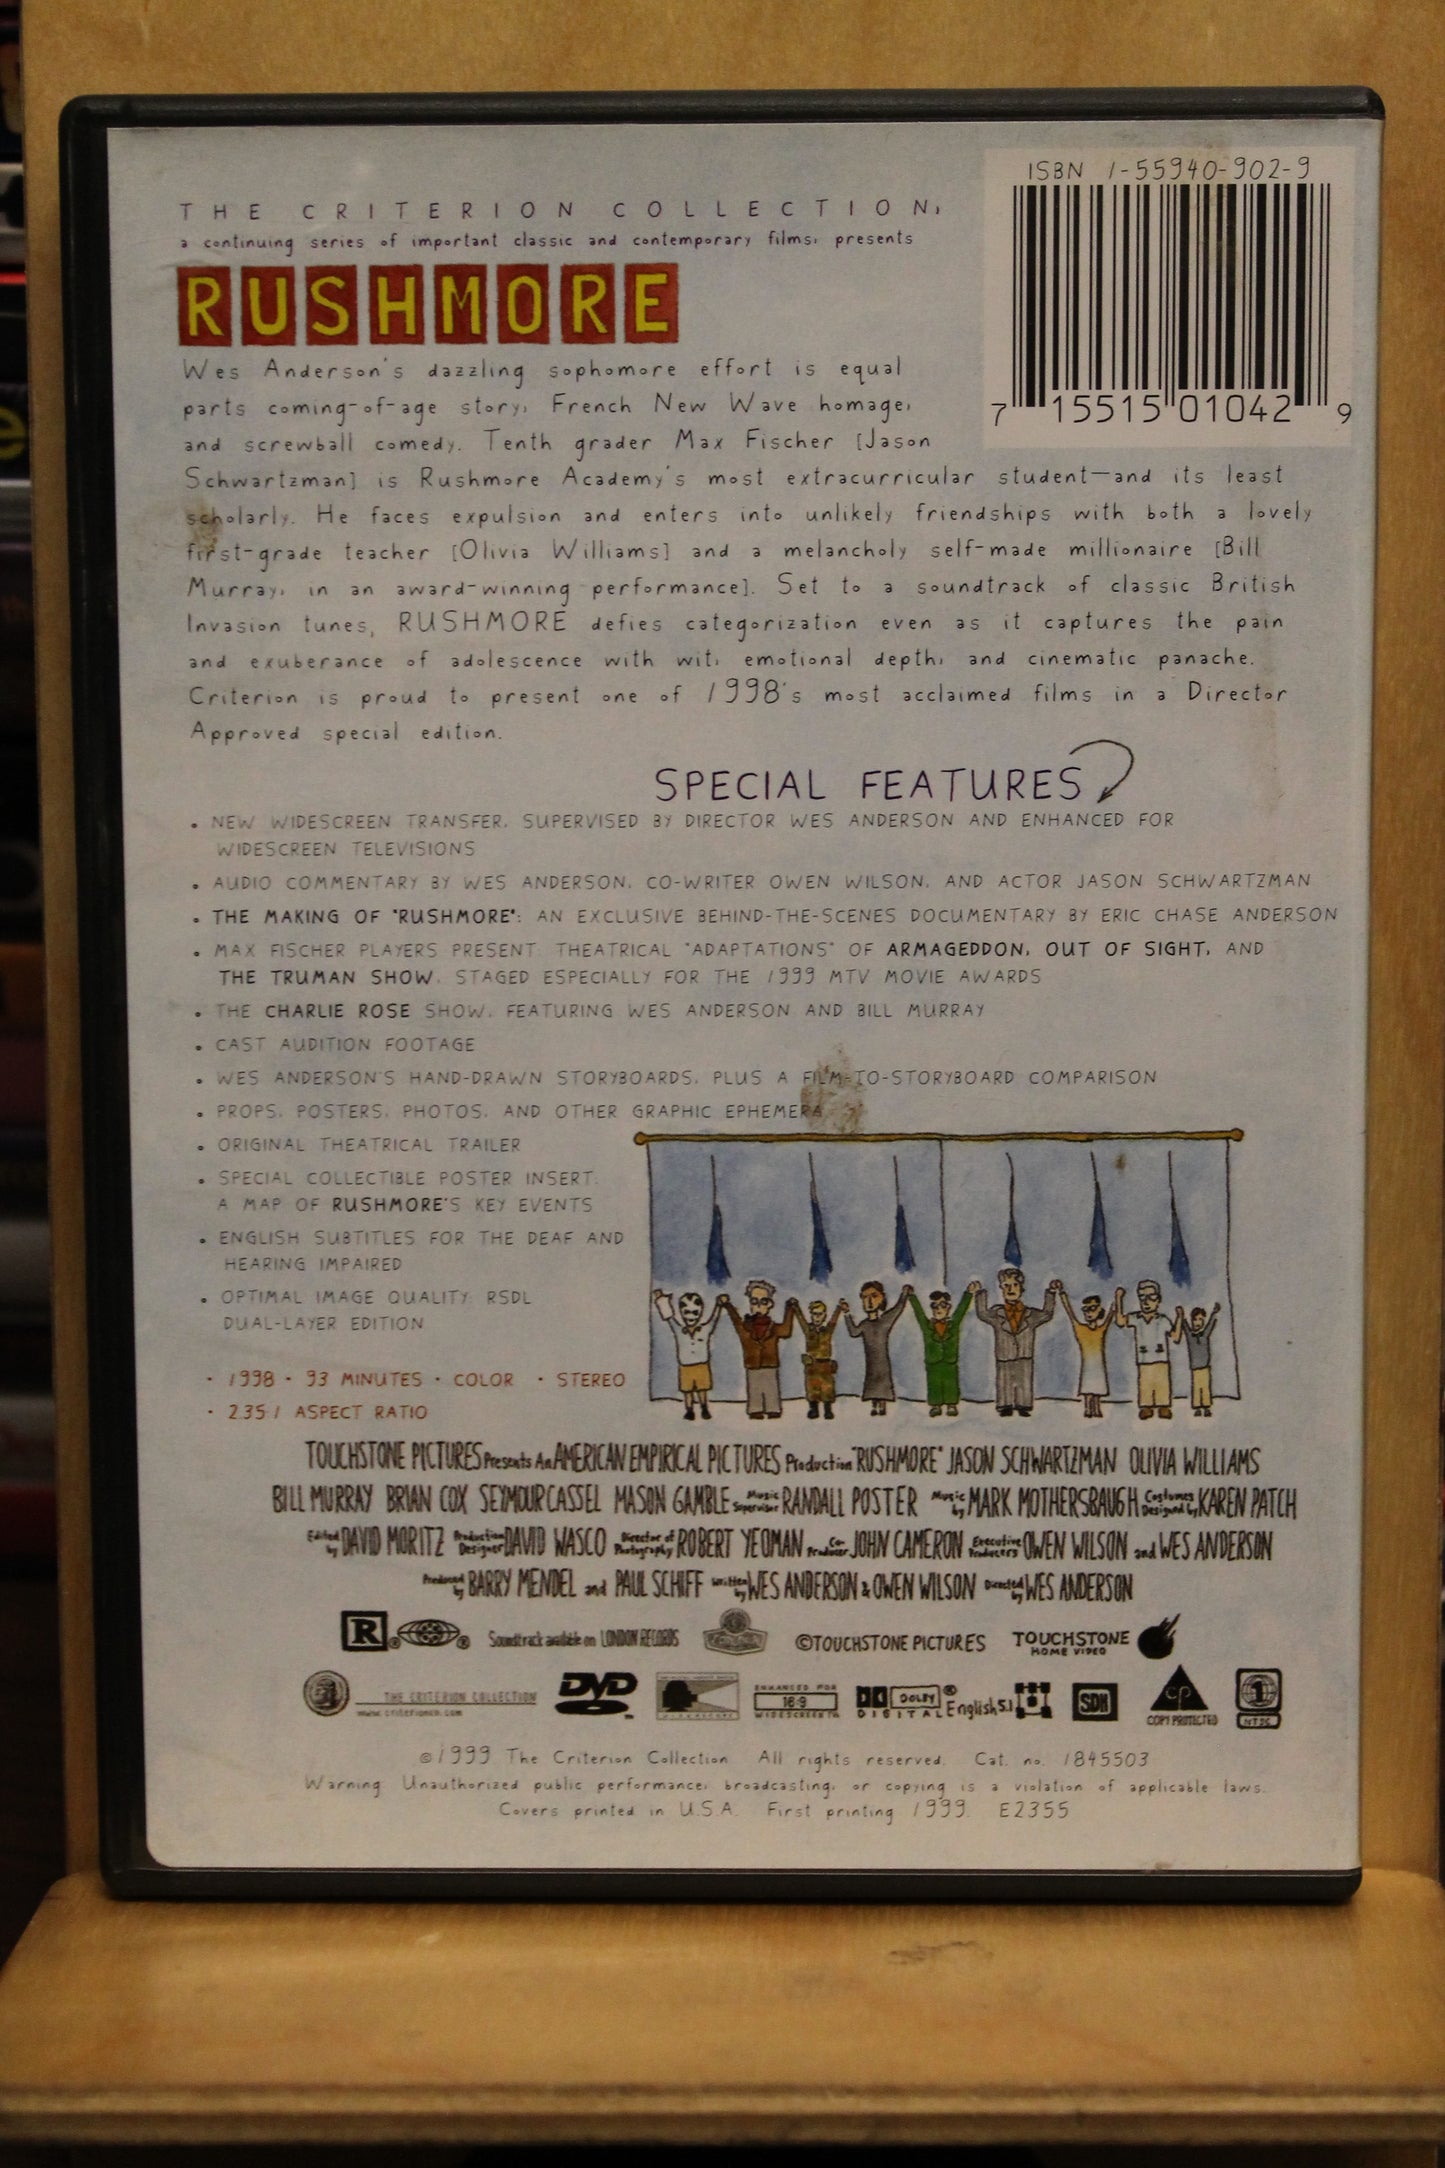 ISBN 1-55940-902-9
7 15515 01042 9
THE CRITERION COLLECTION,
a continuing series of important classic and contemporary films, presents
RUSHMORE
Wes Anderson's dazzling sophomore effort is equal
parts coming-of-age story, French New Wave homage,
and screwball comedy. Tenth grader Max Fischer [Jason
Schwartzman] is Rushmore Academy's most extracurricular student—and its least
scholarly. He faces expulsion and enters into unlikely friendships with both a lovely
first-grade teacher [Olivia Williams] and a melancholy self-made millionaire [Bill
Murray, in an award-winning performance]. Set to a soundtrack of classic British
Invasion tunes, RUSHMORE defies categorization even as it captures the pain
and exuberance of adolescence with wit, emotional depth, and cinematic panache.
Criterion is proud to present one of 1998's most acclaimed films in a Director
Approved special edition.
SPECIAL FEATURES
• NEW WIDESCREEN TRANSFER, SUPERVISED BY DIRECTOR WES ANDERSON AND ENHANCED FOR
WIDESCREEN TELEVISIONS
• AUDIO COMMENTARY BY WES ANDERSON, CO-WRITER OWEN WILSON, AND ACTOR JASON SCHWARTZMAN
• THE MAKING OF "RUSHMORE": AN EXCLUSIVE BEHIND-THE-SCENES DOCUMENTARY BY ERIC CHASE ANDERSON
• MAX FISCHER PLAYERS PRESENT: THEATRICAL "ADAPTATIONS" OF ARMAGEDDON, OUT OF SIGHT, AND
THE TRUMAN SHOW, STAGED ESPECIALLY FOR THE 1999 MTV MOVIE AWARDS
• THE CHARLIE ROSE SHOW, FEATURING WES ANDERSON AND BILL MURRAY
• CAST AUDITION FOOTAGE
• WES ANDERSON'S HAND-DRAWN STORYBOARDS, PLUS A FILM-TO-STORYBOARD COMPARISON
• PROPS, POSTERS, PHOTOS, AND OTHER GRAPHIC EPHEMERA
• ORIGINAL THEATRICAL TRAILER
• SPECIAL COLLECTIBLE POSTER INSERT:
A MAP OF RUSHMORE'S KEY EVENTS
• ENGLISH SUBTITLES FOR THE DEAF AND
HEARING IMPAIRED
• OPTIMAL IMAGE QUALITY: RSDL
DUAL-LAYER EDITION
• 1998 • 93 MINUTES • COLOR • STEREO
• 2.35:1 ASPECT RATIO
TOUCHSTONE PICTURES Presents An AMERICAN EMPIRICAL PICTURES Production "RUSHMORE" JASON SCHWARTZMAN OLIVIA WILLIAMS
BILL MURRAY BRIAN COX SEYMOUR CASSEL MASON GAMBLE Music Supervisor RANDALL POSTER Music by MARK MOTHERSBAUGH Costumes Designed by KAREN PATCH
Edited by DAVID MORITZ Production Designer DAVID WASCO Director of Photography ROBERT YEOMAN Co-Producer JOHN CAMERON Executive Producers OWEN WILSON and WES ANDERSON
Produced by BARRY MENDEL and PAUL SCHIFF Written by WES ANDERSON & OWEN WILSON Directed by WES ANDERSON
R ® ® Soundtrack available on LONDON RECORDS ©TOUCHSTONE PICTURES TOUCHSTONE HOME VIDEO
THE CRITERION COLLECTION
www.criterionco.com
DVD ENHANCED FOR 16:9 WIDESCREEN TV DOLBY DIGITAL ® English 5.1 SDH CP COPY PROTECTED 1 NTSC
©1999 The Criterion Collection All rights reserved. Cat. no. 1845503
Warning Unauthorized public performance, broadcasting, or copying is a violation of applicable laws.
Covers printed in U.S.A. First printing 1999. E2355